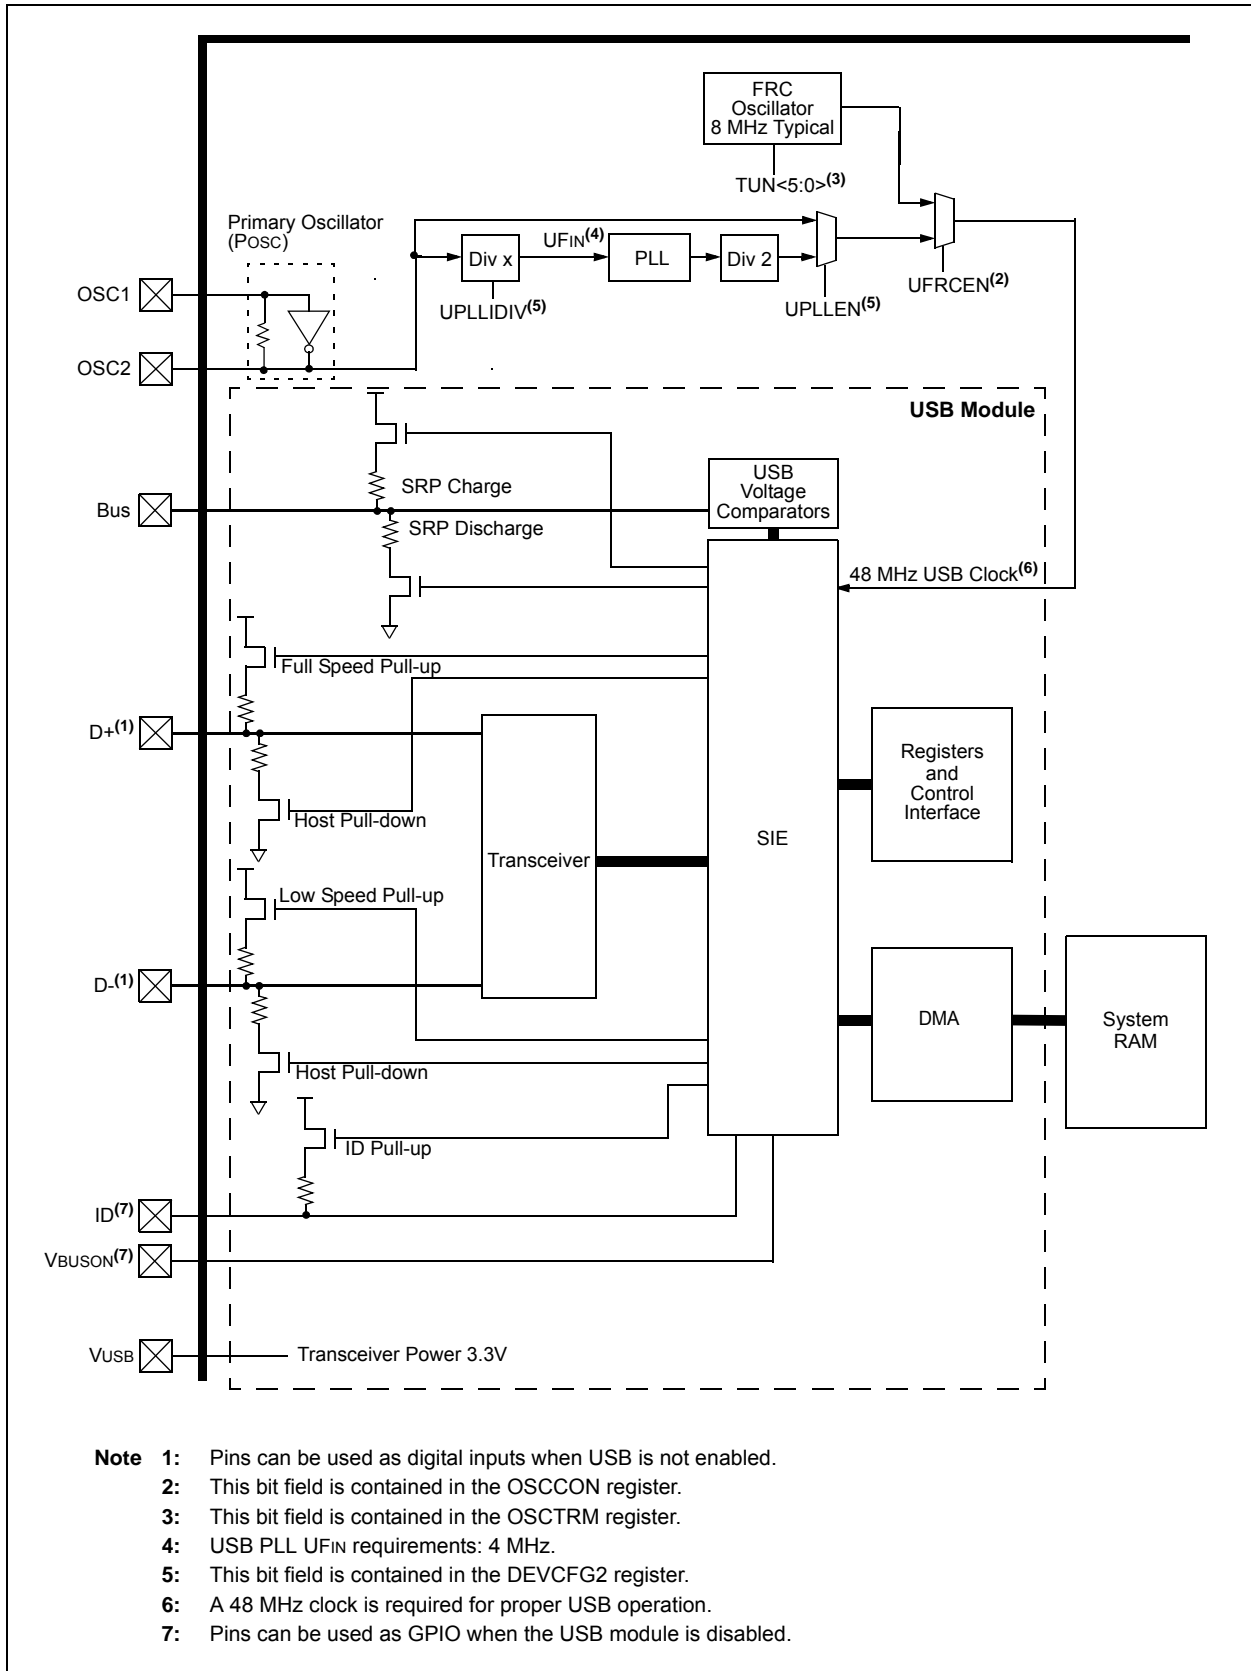 FRC
Oscillator
8 MHz Typical
TUN<5:0>(3)
Primary Oscillator
(POSC)
UFIN(4)
Div x
PLL
Div 2
UPLLIDIV(5)
UPLLEN(5)
UFRCEN(2)
OSC1
OSC2
USB Module
USB
Voltage
Comparators
SRP Charge
Bus
SRP Discharge
48 MHz USB Clock(6)
Full Speed Pull-up
D+(1)
Registers
and
Control
Interface
Host Pull-down
SIE
Transceiver
Low Speed Pull-up
D-(1)
DMA
System
RAM
Host Pull-down
ID Pull-up
ID(7)
VBUSON(7)
VUSB
Transceiver Power 3.3V
Note 1: Pins can be used as digital inputs when USB is not enabled.
2: This bit field is contained in the OSCCON register.
3: This bit field is contained in the OSCTRM register.
4: USB PLL UFIN requirements: 4 MHz.
5: This bit field is contained in the DEVCFG2 register.
6: A 48 MHz clock is required for proper USB operation.
7: Pins can be used as GPIO when the USB module is disabled.